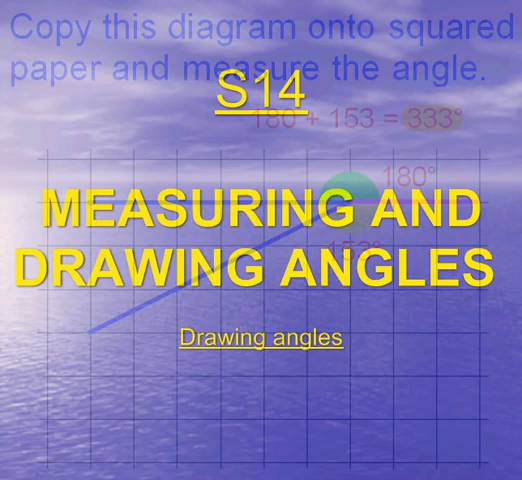 Copy this diagram onto squared
paper and measure the angle.
S14
180 + 153 = 333°
180°
MEASURING AND
153°
DRAWING ANGLES
Drawing angles